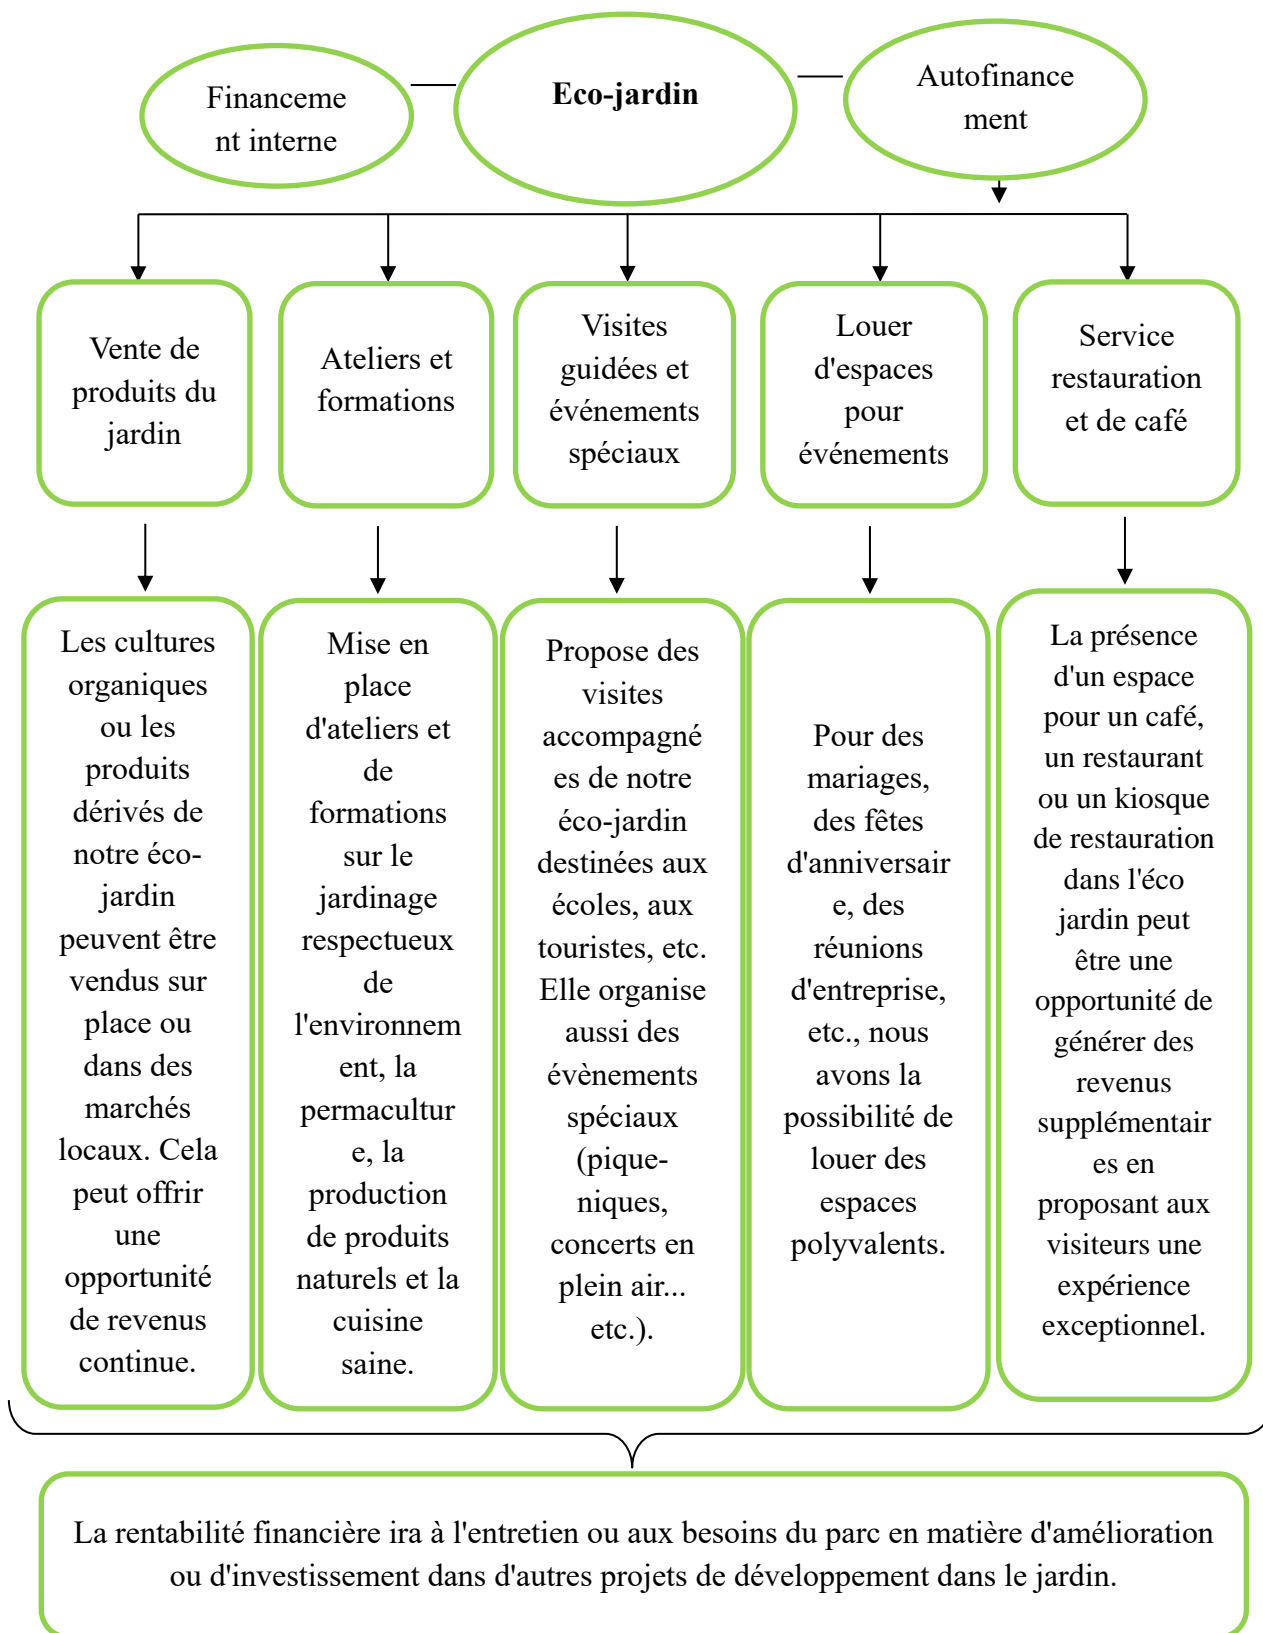 Financeme
nt interne
Eco-jardin
Autofinance
ment
Vente de
produits du
jardin
Ateliers et
formations
Visites
guidées et
événements
spéciaux
Louer
d'espaces
pour
événements
Service
restauration
et de café
Les cultures
organiques
ou les
produits
dérivés de
notre éco-
jardin
peuvent être
vendus sur
place ou
dans des
marchés
locaux. Cela
peut offrir
une
opportunité
de revenus
continue.
Mise en
place
d'ateliers et
de
formations
sur le
jardinage
respectueux
de
l'environnem
ent, la
permacultur
e, la
production
de produits
naturels et la
cuisine
saine.
Propose des
visites
accompagné
es de notre
éco-jardin
destinées aux
écoles, aux
touristes, etc.
Elle organise
aussi des
évènements
spéciaux
(pique-
niques,
concerts en
plein air...
etc.).
Pour des
mariages,
des fêtes
d'anniversair
e, des
réunions
d'entreprise,
etc., nous
avons la
possibilité de
louer des
espaces
polyvalents.
La présence
d'un espace
pour un café,
un restaurant
ou un kiosque
de restauration
dans l'éco
jardin peut
être une
opportunité de
générer des
revenus
supplémentair
es en
proposant aux
visiteurs une
expérience
exceptionnel.
La rentabilité financière ira à l'entretien ou aux besoins du parc en matière d'amélioration
ou d'investissement dans d'autres projets de développement dans le jardin.